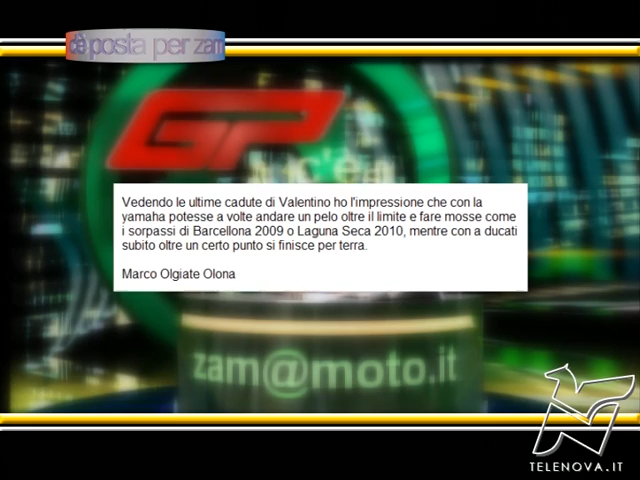 c'è posta per zam
GP
c'è
Vedendo le ultime cadute di Valentino ho l'impressione che con la
yamaha potesse a volte andare un pelo oltre il limite e fare mosse come
i sorpassi di Barcellona 2009 o Laguna Seca 2010, mentre con a ducati
subito oltre un certo punto si finisce per terra.
Marco Olgiate Olona
zam@moto.it
TELENOVA.IT